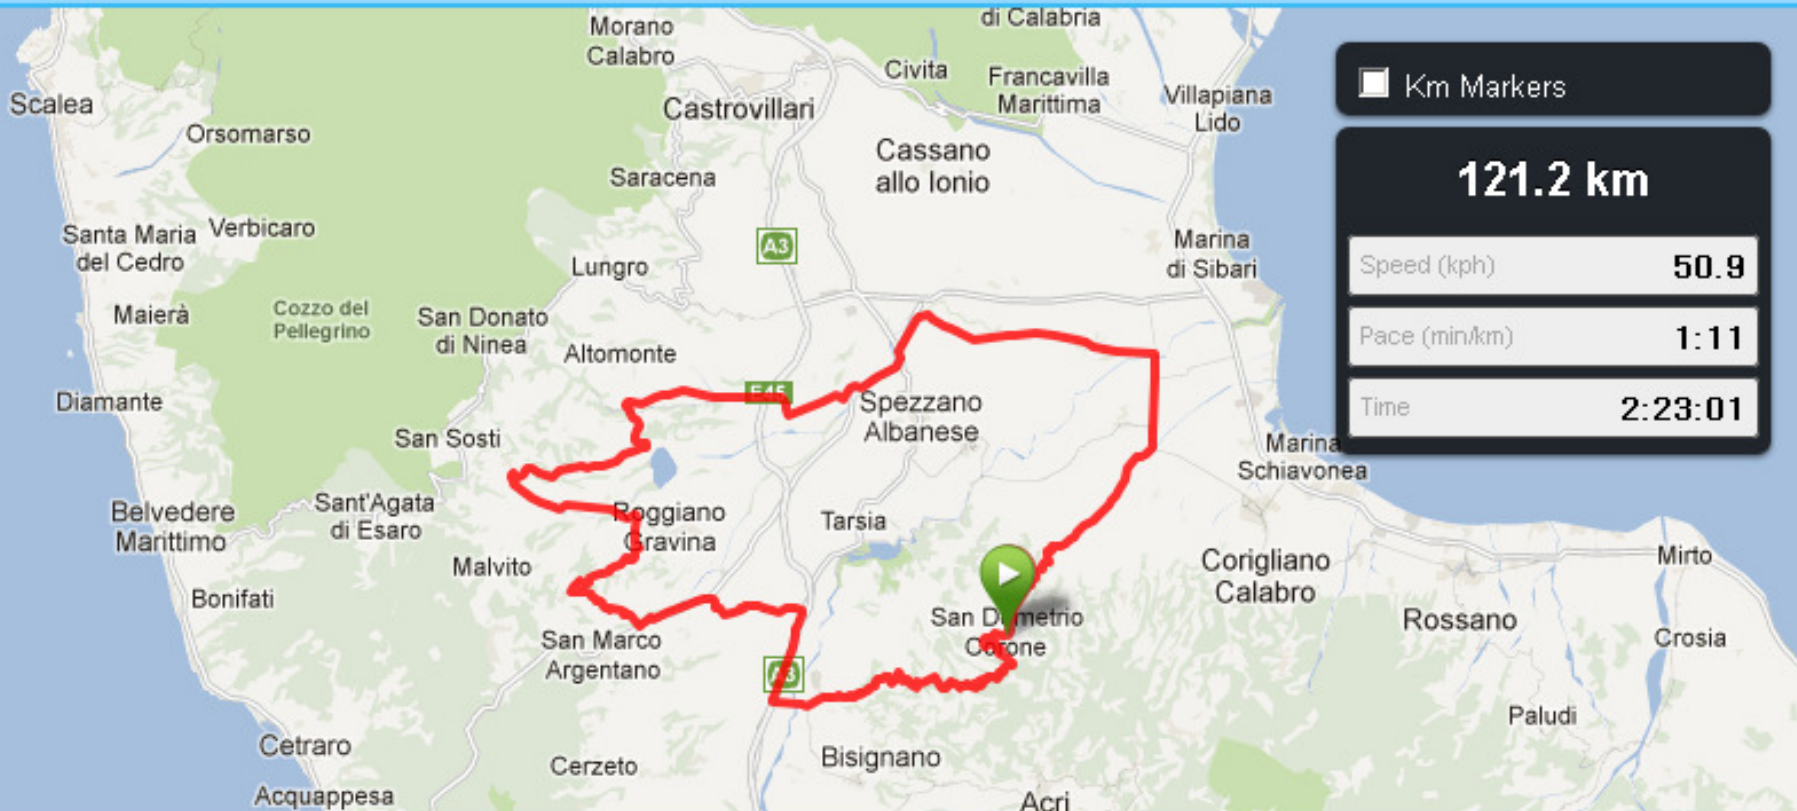 di Calabria
Morano
Calabro
Civita
Francavilla
Marittima
Villapiana
Lido
Km Markers
Scalea
Castrovillari
Orsomarso
Cassano
allo Ionio
Saracena
121.2 km
Santa Maria
del Cedro
Verbicaro
A3
Marina
di Sibari
Lungro
Speed (kph) 50.9
Maierà
Cozzo del
Pellegrino
San Donato
di Ninea
Altomonte
Pace (min/km) 1:11
Diamante
E45
Spezzano
Albanese
Time 2:23:01
San Sosti
Marina
Schiavonea
Belvedere
Marittimo
Sant'Agata
di Esaro
Roggiano
Gravina
Tarsia
Malvito
Corigliano
Calabro
Mirto
Bonifati
San Demetrio
Corone
Rossano
San Marco
Argentano
Crosia
A3
Paludi
Cetraro
Cerzeto
Bisignano
Acquappesa
Acri